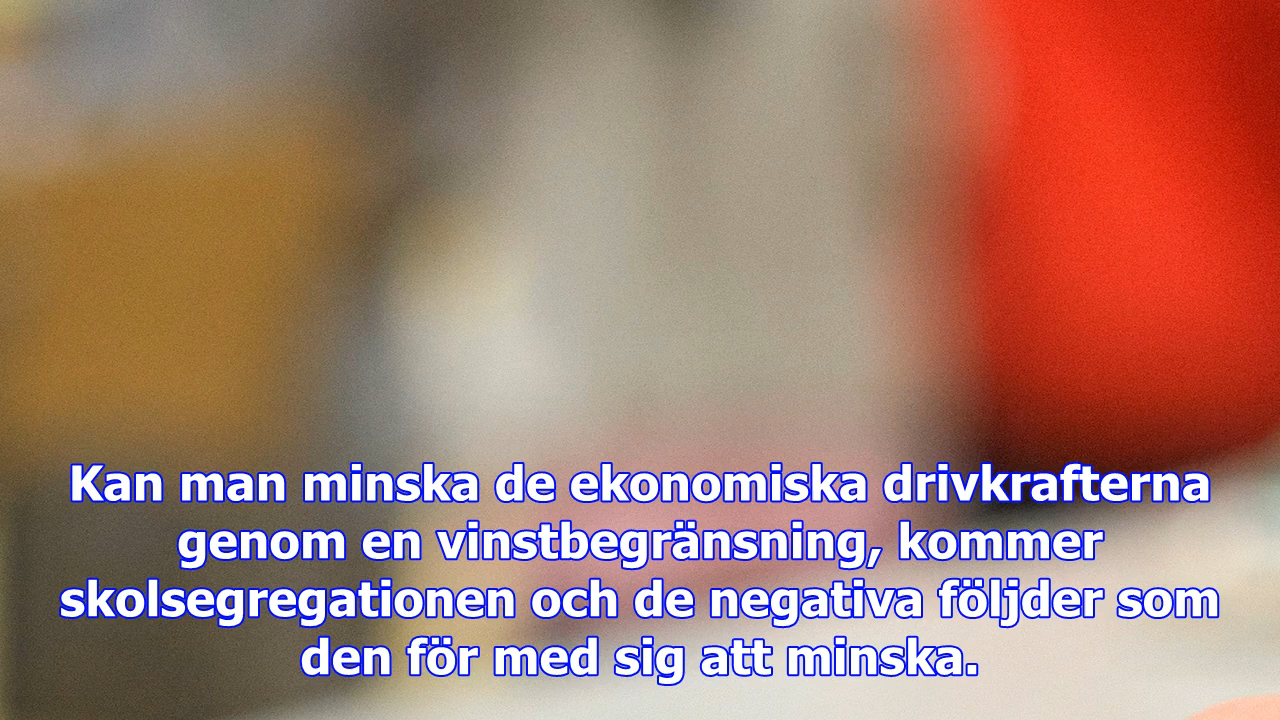 Kan man minska de ekonomiska drivkrafterna
genom en vinstbegränsning, kommer
skolsegregationen och de negativa följder som
den för med sig att minska.